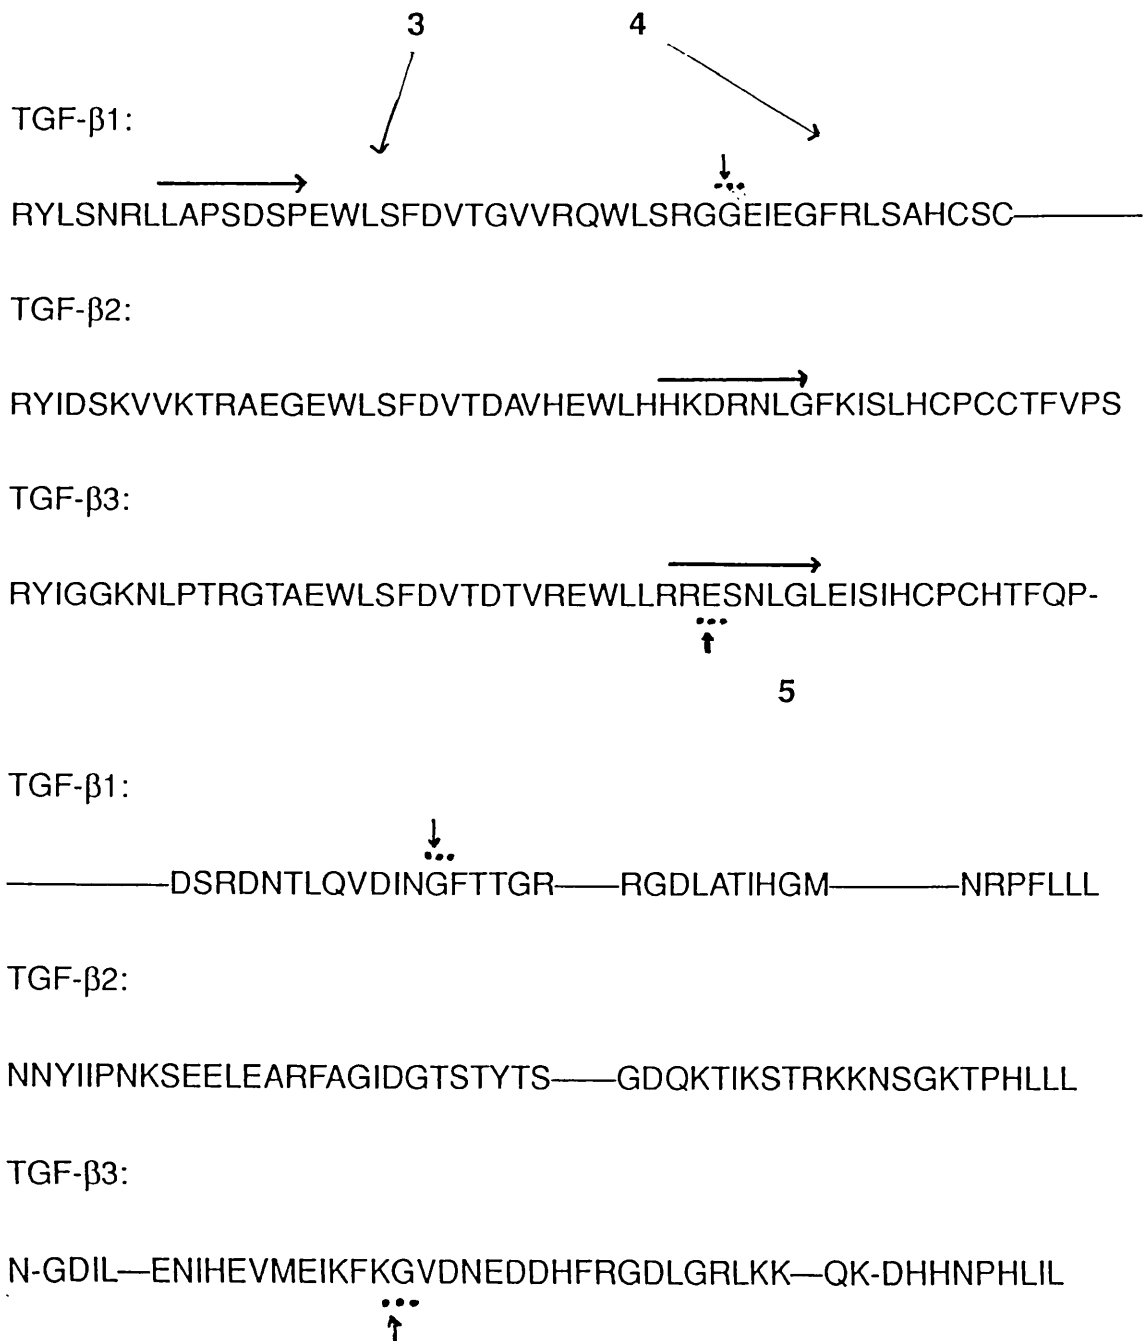 3 4
TGF-β1:
RYLSNRLLAPSDSPEWLSFDVTGVVRQWLSRGGEIEGFRLSAHCSC————
TGF-β2:
RYIDSKVVKTRAEGEWLSFDVTDAVHEWLHHKDRNLGFKISLHCPCCTFVPS
TGF-β3:
RYIGGKNLPTRGTAEWLSFDVTDTVREWLLRRESNLGLEISIHCPCHTFQP-
5
TGF-β1:
—————DSRDNTLQVDINGFTTGR——RGDLATIHGM————NRPFLLL
TGF-β2:
NNYIIPNKSEELEARFAGIDGTSTYTS——GDQKTIKSTRKKNSGKTPHLLL
TGF-β3:
N-GDIL—ENIHEVMEIKFKGVDNEDDHFRGDLGRLKK—QK-DHHNPHLIL